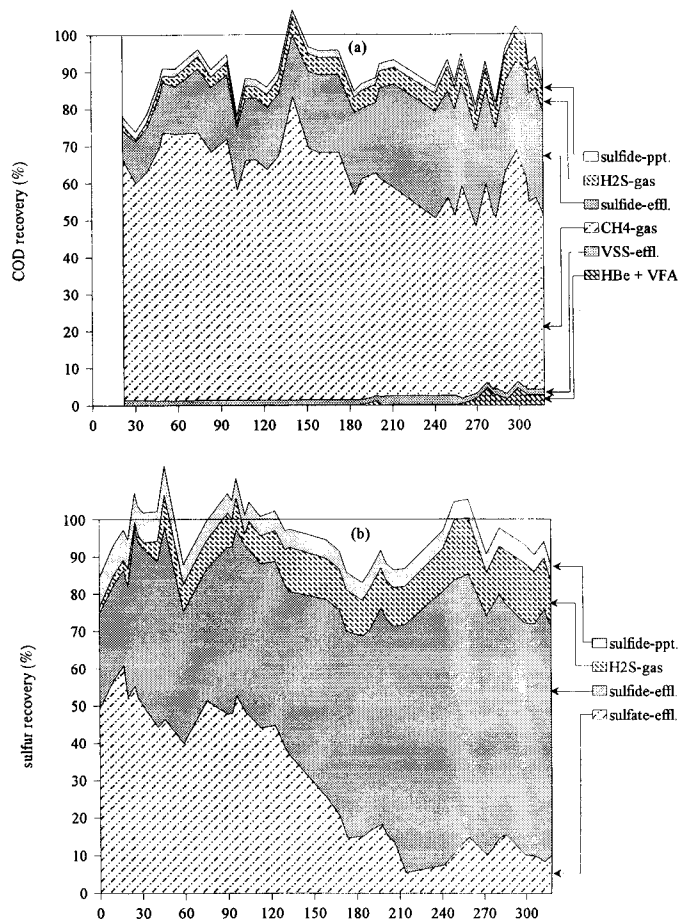 (a)
COD recovery (%)
100
90
80
70
60
50
40
30
20
10
0
0 30 60 90 120 150 180 210 240 270 300
sulfide-ppt.
H2S-gas
sulfide-effl.
CH4-gas
VSS-effl.
HBe + VFA
(b)
sulfur recovery (%)
100
90
80
70
60
50
40
30
20
10
0
0 30 60 90 120 150 180 210 240 270 300
sulfide-ppt.
H2S-gas
sulfide-effl.
sulfate-effl.